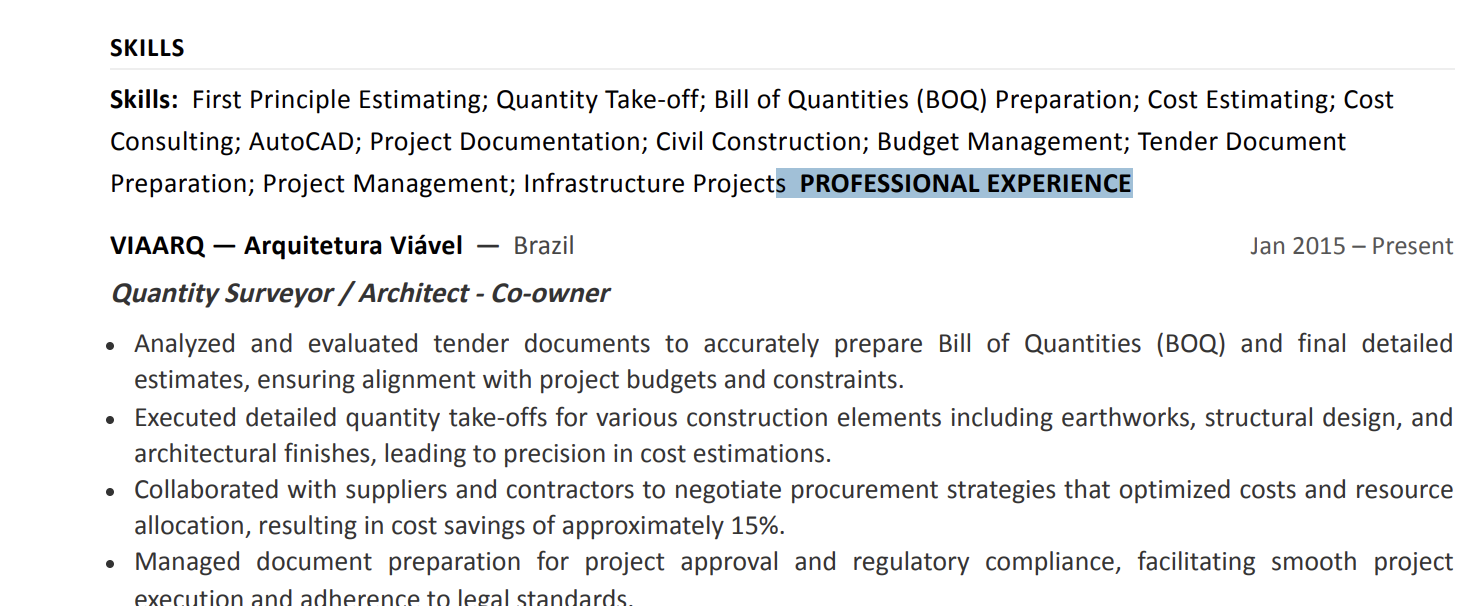 SKILLS
Skills: First Principle Estimating; Quantity Take-off; Bill of Quantities (BOQ) Preparation; Cost Estimating; Cost
Consulting; AutoCAD; Project Documentation; Civil Construction; Budget Management; Tender Document
Preparation; Project Management; Infrastructure Projects PROFESSIONAL EXPERIENCE
VIAARQ — Arquitetura Viável — Brazil Jan 2015 – Present
Quantity Surveyor / Architect - Co-owner
• Analyzed and evaluated tender documents to accurately prepare Bill of Quantities (BOQ) and final detailed
estimates, ensuring alignment with project budgets and constraints.
• Executed detailed quantity take-offs for various construction elements including earthworks, structural design, and
architectural finishes, leading to precision in cost estimations.
• Collaborated with suppliers and contractors to negotiate procurement strategies that optimized costs and resource
allocation, resulting in cost savings of approximately 15%.
• Managed document preparation for project approval and regulatory compliance, facilitating smooth project
execution and adherence to legal standards.